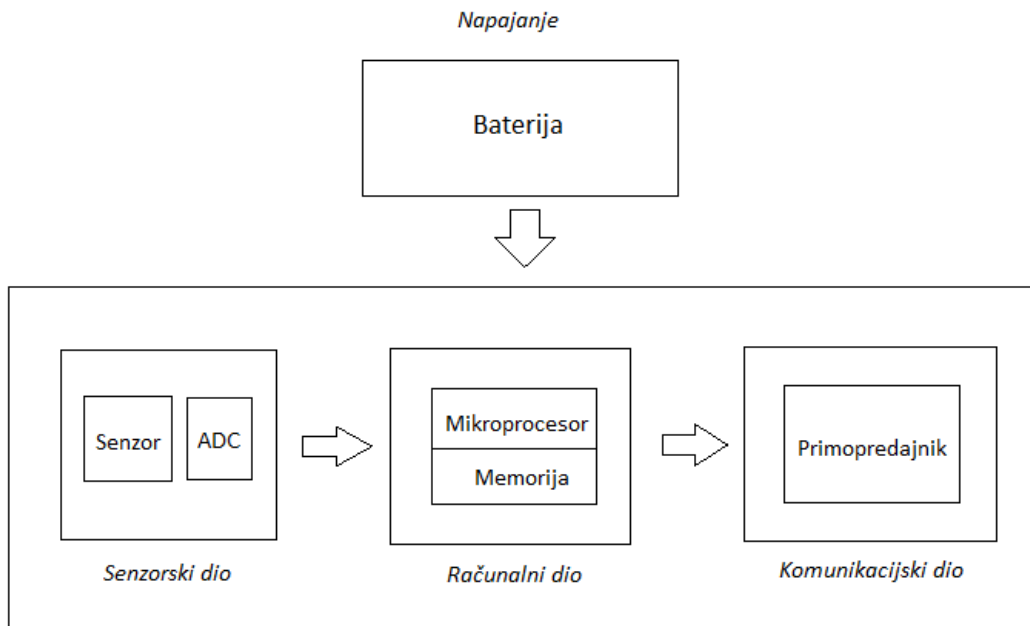 Napajanje
Baterija
Senzor
ADC
Mikroprocesor
Memorija
Primopredajnik
Senzorski dio
Računalni dio
Komunikacijski dio